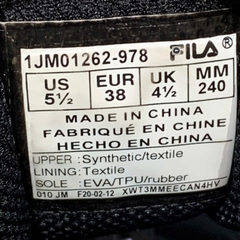 1JM01262-978 FILA
US EUR UK MM
5½ 38 4½ 240
MADE IN CHINA
FABRIQUÉ EN CHINE
HECHO EN CHINA
UPPER : Synthetic/textile
LINING : Textile
SOLE : EVA/TPU/rubber
010 JM F20-02-12 XWT3MMEECAN4HV